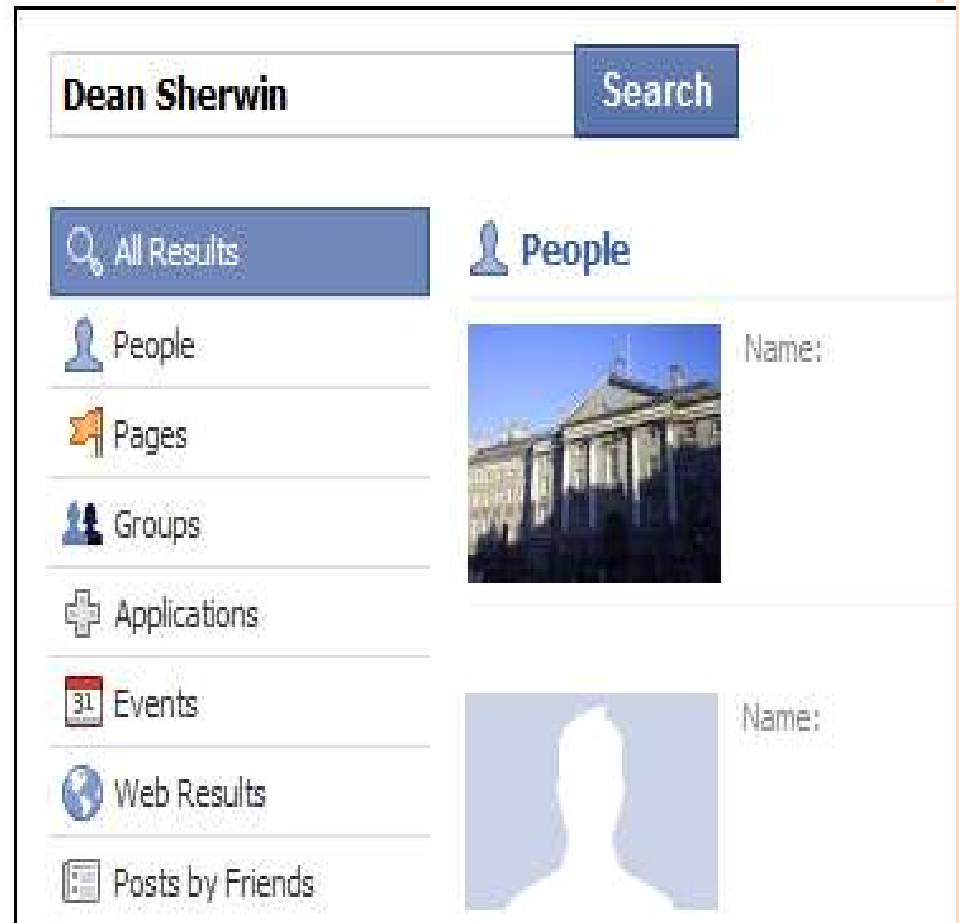 Dean Sherwin
Search
All Results
People
Pages
Groups
Applications
31 Events
Web Results
Posts by Friends
People
Name:
Name: